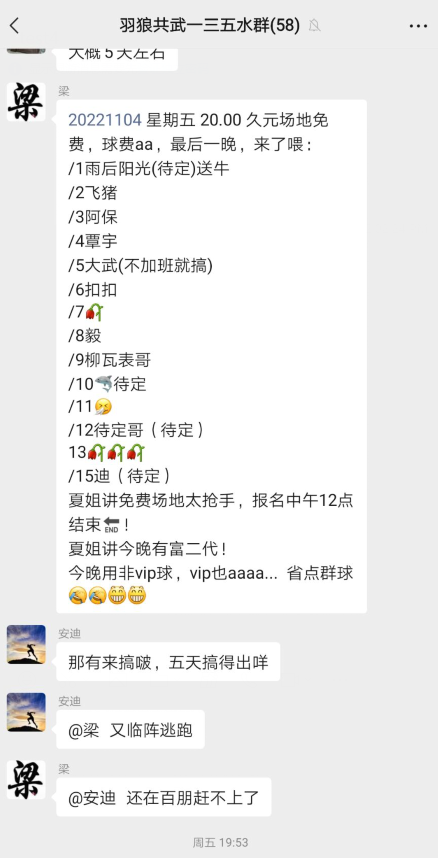 羽狼共武一三五水群(58)
大概5天左右
梁
梁
20221104 星期五 20.00 久元场地免
费，球费aa，最后一晚，来了喂：
/1雨后阳光(待定)送牛
/2飞猪
/3阿保
/4覃宇
/5大武(不加班就搞)
/6扣扣
/7🥀
/8毅
/9柳瓦表哥
/10🦈待定
/11🤧
/12待定哥（待定）
13🥀🥀🥀
/15迪（待定）
夏姐讲免费场地太抢手，报名中午12点
结束🔚！
夏姐讲今晚有富二代！
今晚用非vip球，vip也aaaa... 省点群球
🤣🤣😁😁
安迪
那有来搞啵，五天搞得出咩
安迪
@梁 又临阵逃跑
梁
梁
@安迪 还在百朋赶不上了
周五 19:53